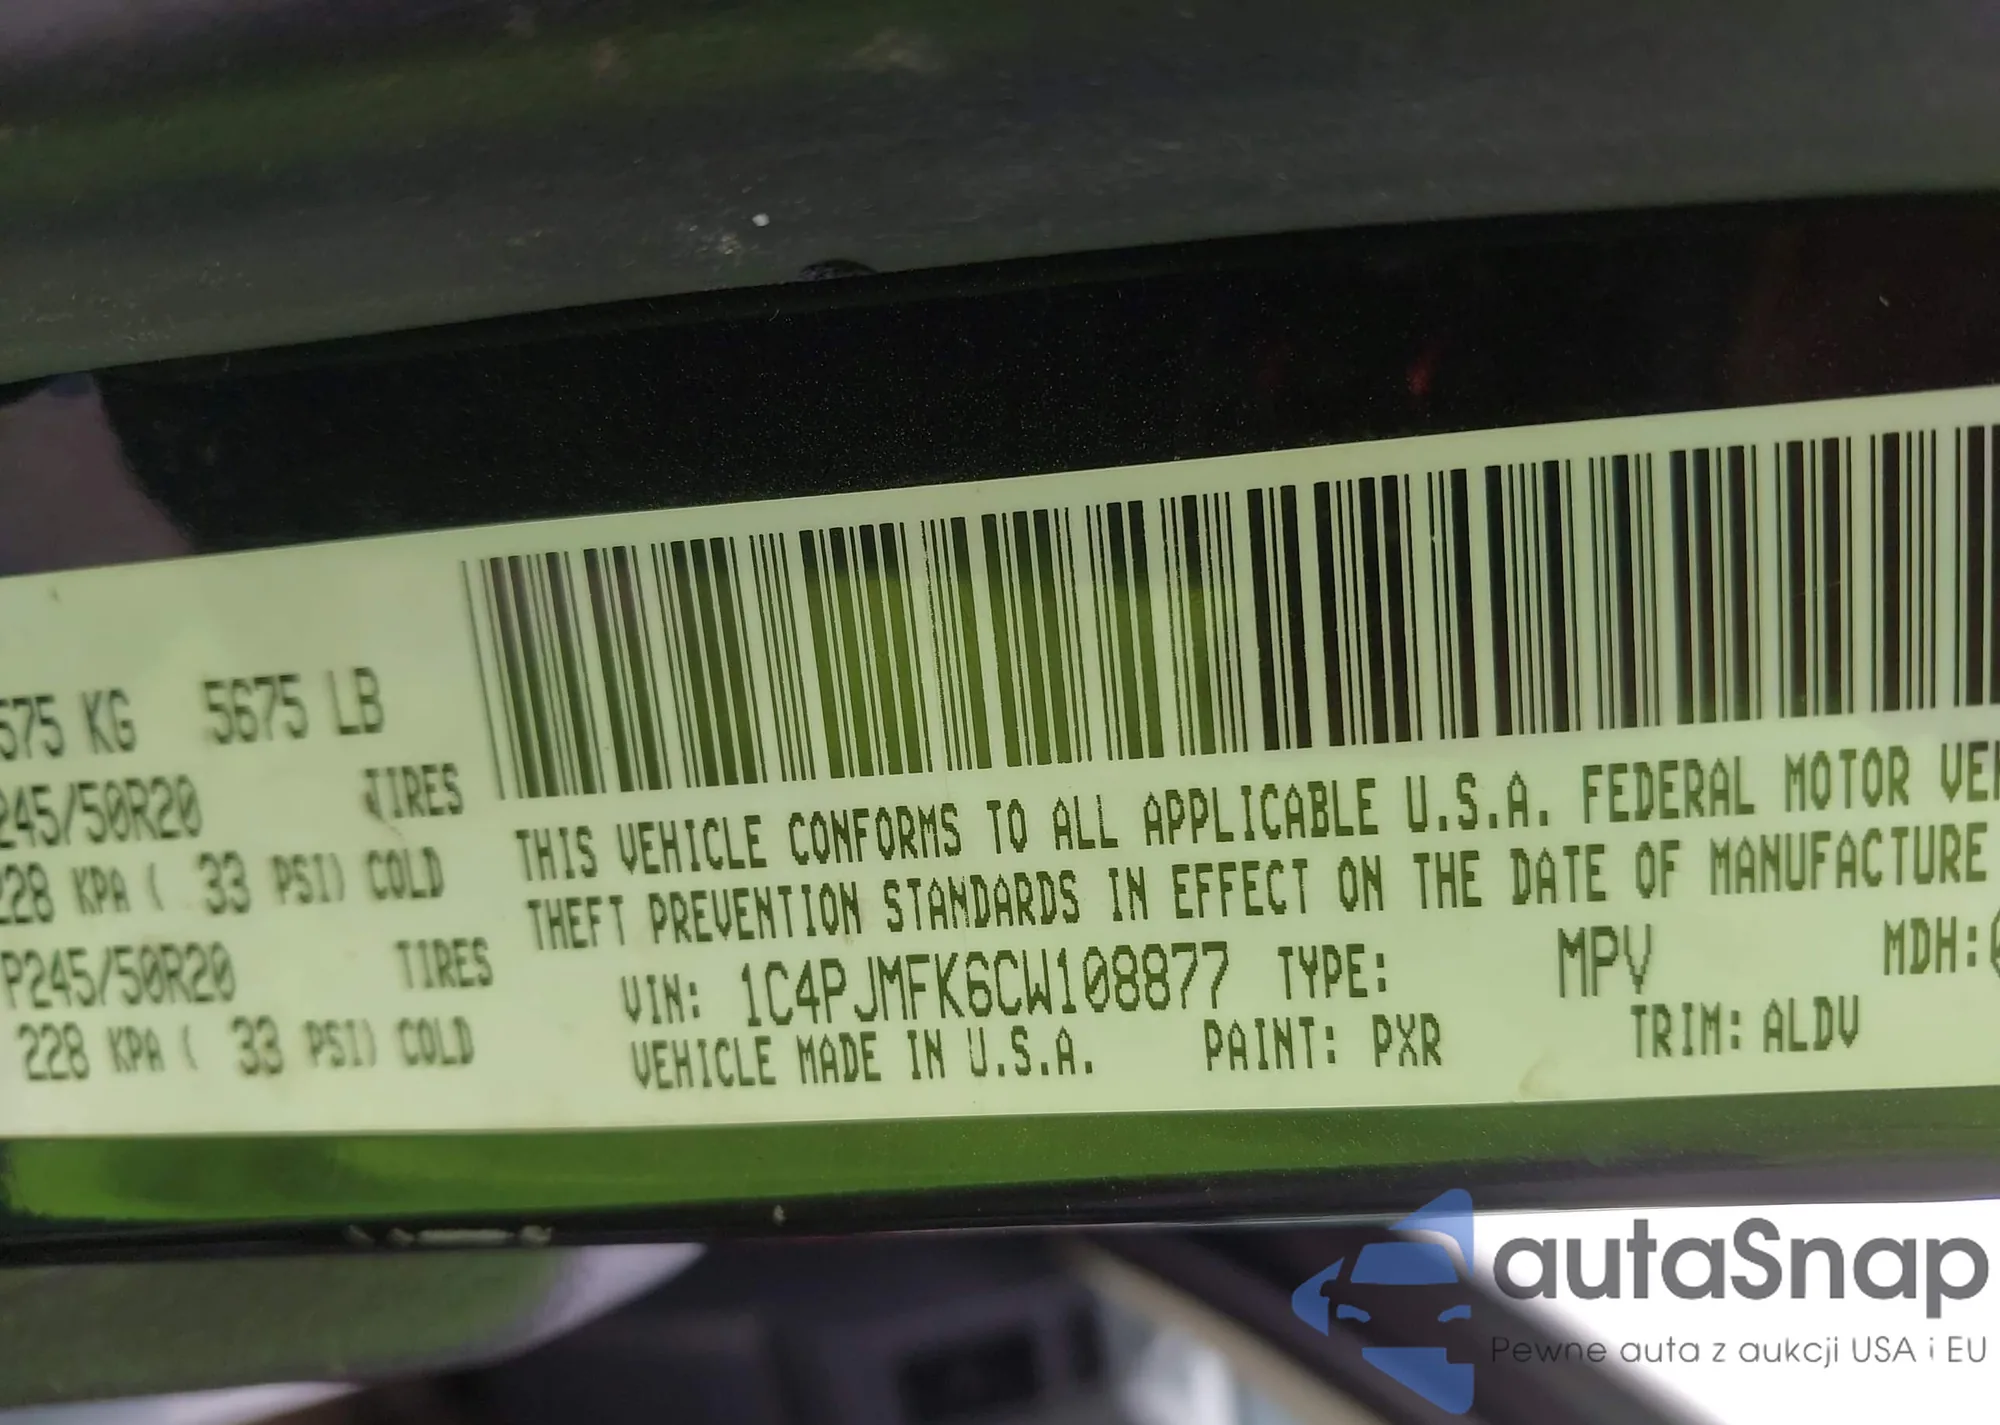 575 KG 5675 LB
245/50R20 TIRES
228 KPA ( 33 PSI) COLD
P245/50R20 TIRES
228 KPA ( 33 PSI) COLD
THIS VEHICLE CONFORMS TO ALL APPLICABLE U.S.A. FEDERAL MOTOR VEH
THEFT PREVENTION STANDARDS IN EFFECT ON THE DATE OF MANUFACTURE
VIN: 1C4PJMFK6CW108877 TYPE: MPV MDH:
VEHICLE MADE IN U.S.A. PAINT: PXR TRIM: ALDV
autaSnap
Pewne auta z aukcji USA i EU